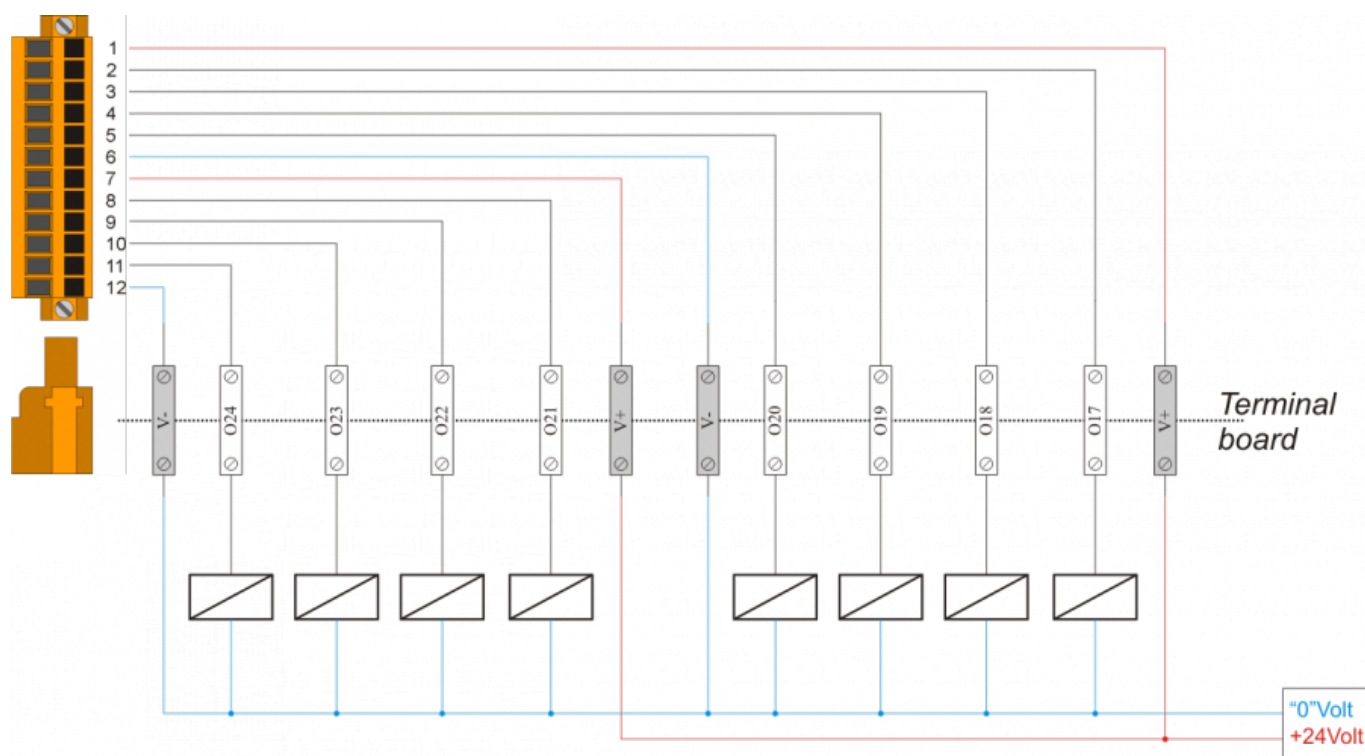 1
2
3
4
5
6
7
8
9
10
11
12
V-
O24
O23
O22
O21
V+
V-
O20
O19
O18
O17
V+
Terminal
board
“0”Volt
+24Volt